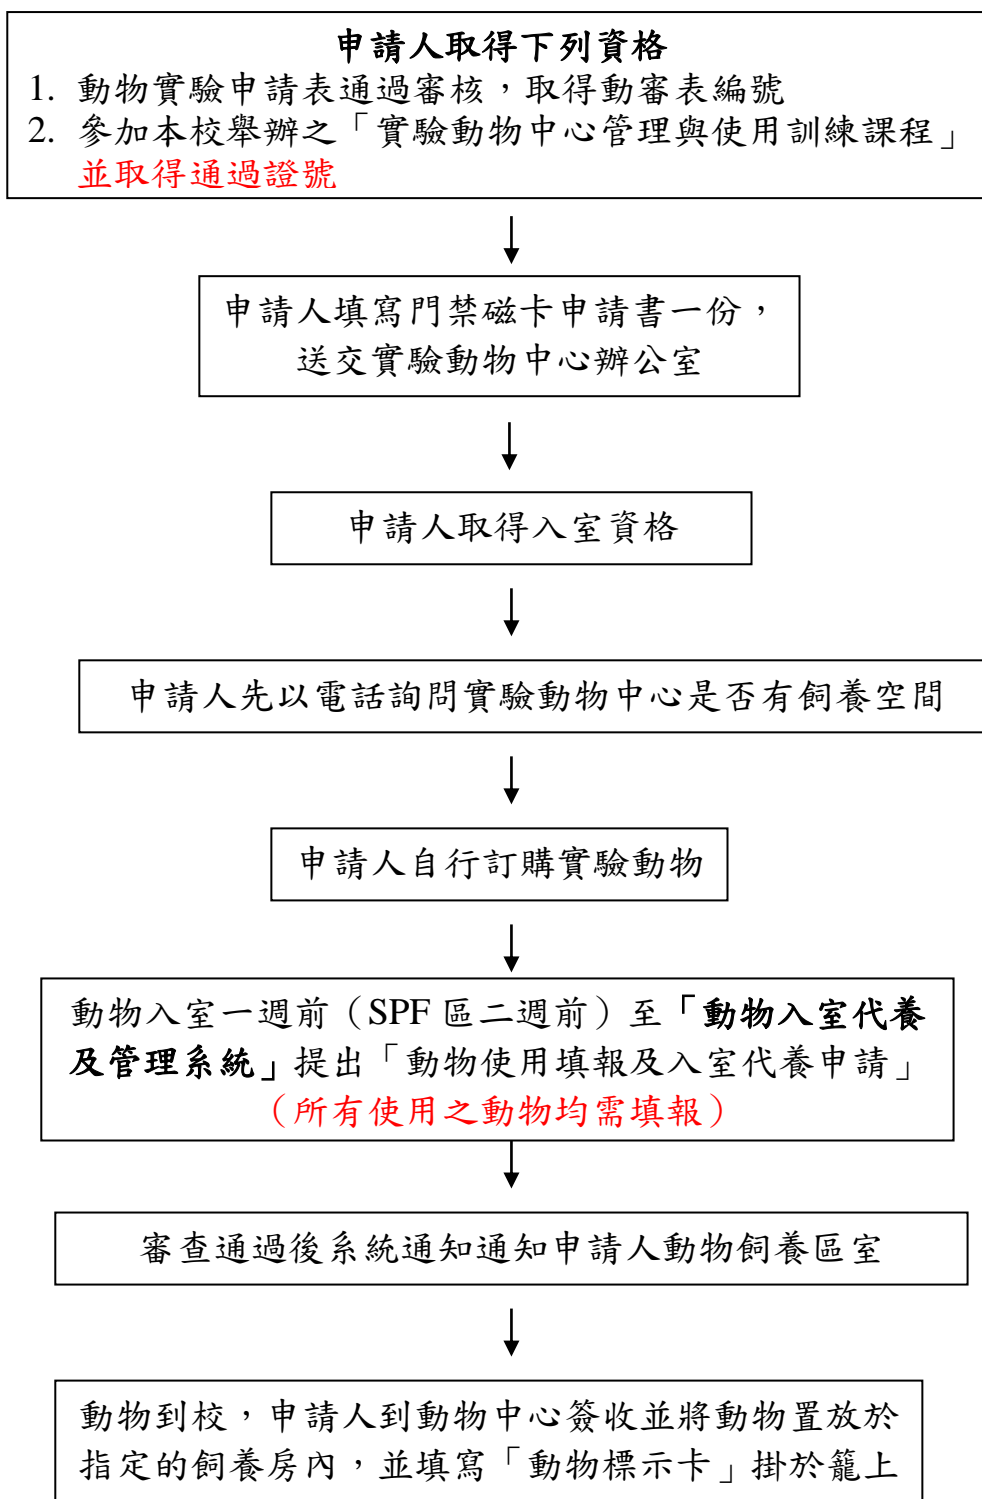 申請人取得下列資格
1. 動物實驗申請表通過審核，取得動審表編號
2. 參加本校舉辦之「實驗動物中心管理與使用訓練課程」
並取得通過證號
申請人填寫門禁磁卡申請書一份，
送交實驗動物中心辦公室
申請人取得入室資格
申請人先以電話詢問實驗動物中心是否有飼養空間
申請人自行訂購實驗動物
動物入室一週前（SPF 區二週前）至「動物入室代養
及管理系統」提出「動物使用填報及入室代養申請」
（所有使用之動物均需填報）
審查通過後系統通知通知申請人動物飼養區室
動物到校，申請人到動物中心簽收並將動物置放於
指定的飼養房內，並填寫「動物標示卡」掛於籠上